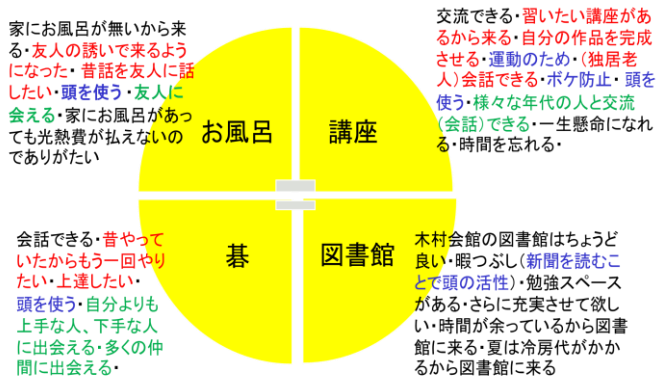 家にお風呂が無いから来
る・友人の誘いで来るよう
になった・ 昔話を友人に話
したい・頭を使う・友人に
会える・家にお風呂があっ
ても光熱費が払えないの
でありがたい
お風呂
交流できる・習いたい講座があ
るから来る・自分の作品を完成
させる・運動のため・(独居老
人)会話できる・ボケ防止・頭を
使う・様々な年代の人と交流
(会話)できる・一生懸命になれ
る・時間を忘れる・
講座
会話できる・昔やって
いたからもう一回やり
たい・上達したい・
頭を使う・自分よりも
上手な人、下手な人
に出会える・多くの仲
間に出会える・
碁
図書館
木村会館の図書館はちょうど
良い・暇つぶし(新聞を読むこ
とで頭の活性)・勉強スペース
がある・さらに充実させて欲し
い・時間が余っているから図書
館に来る・夏は冷房代がかか
るから図書館に来る